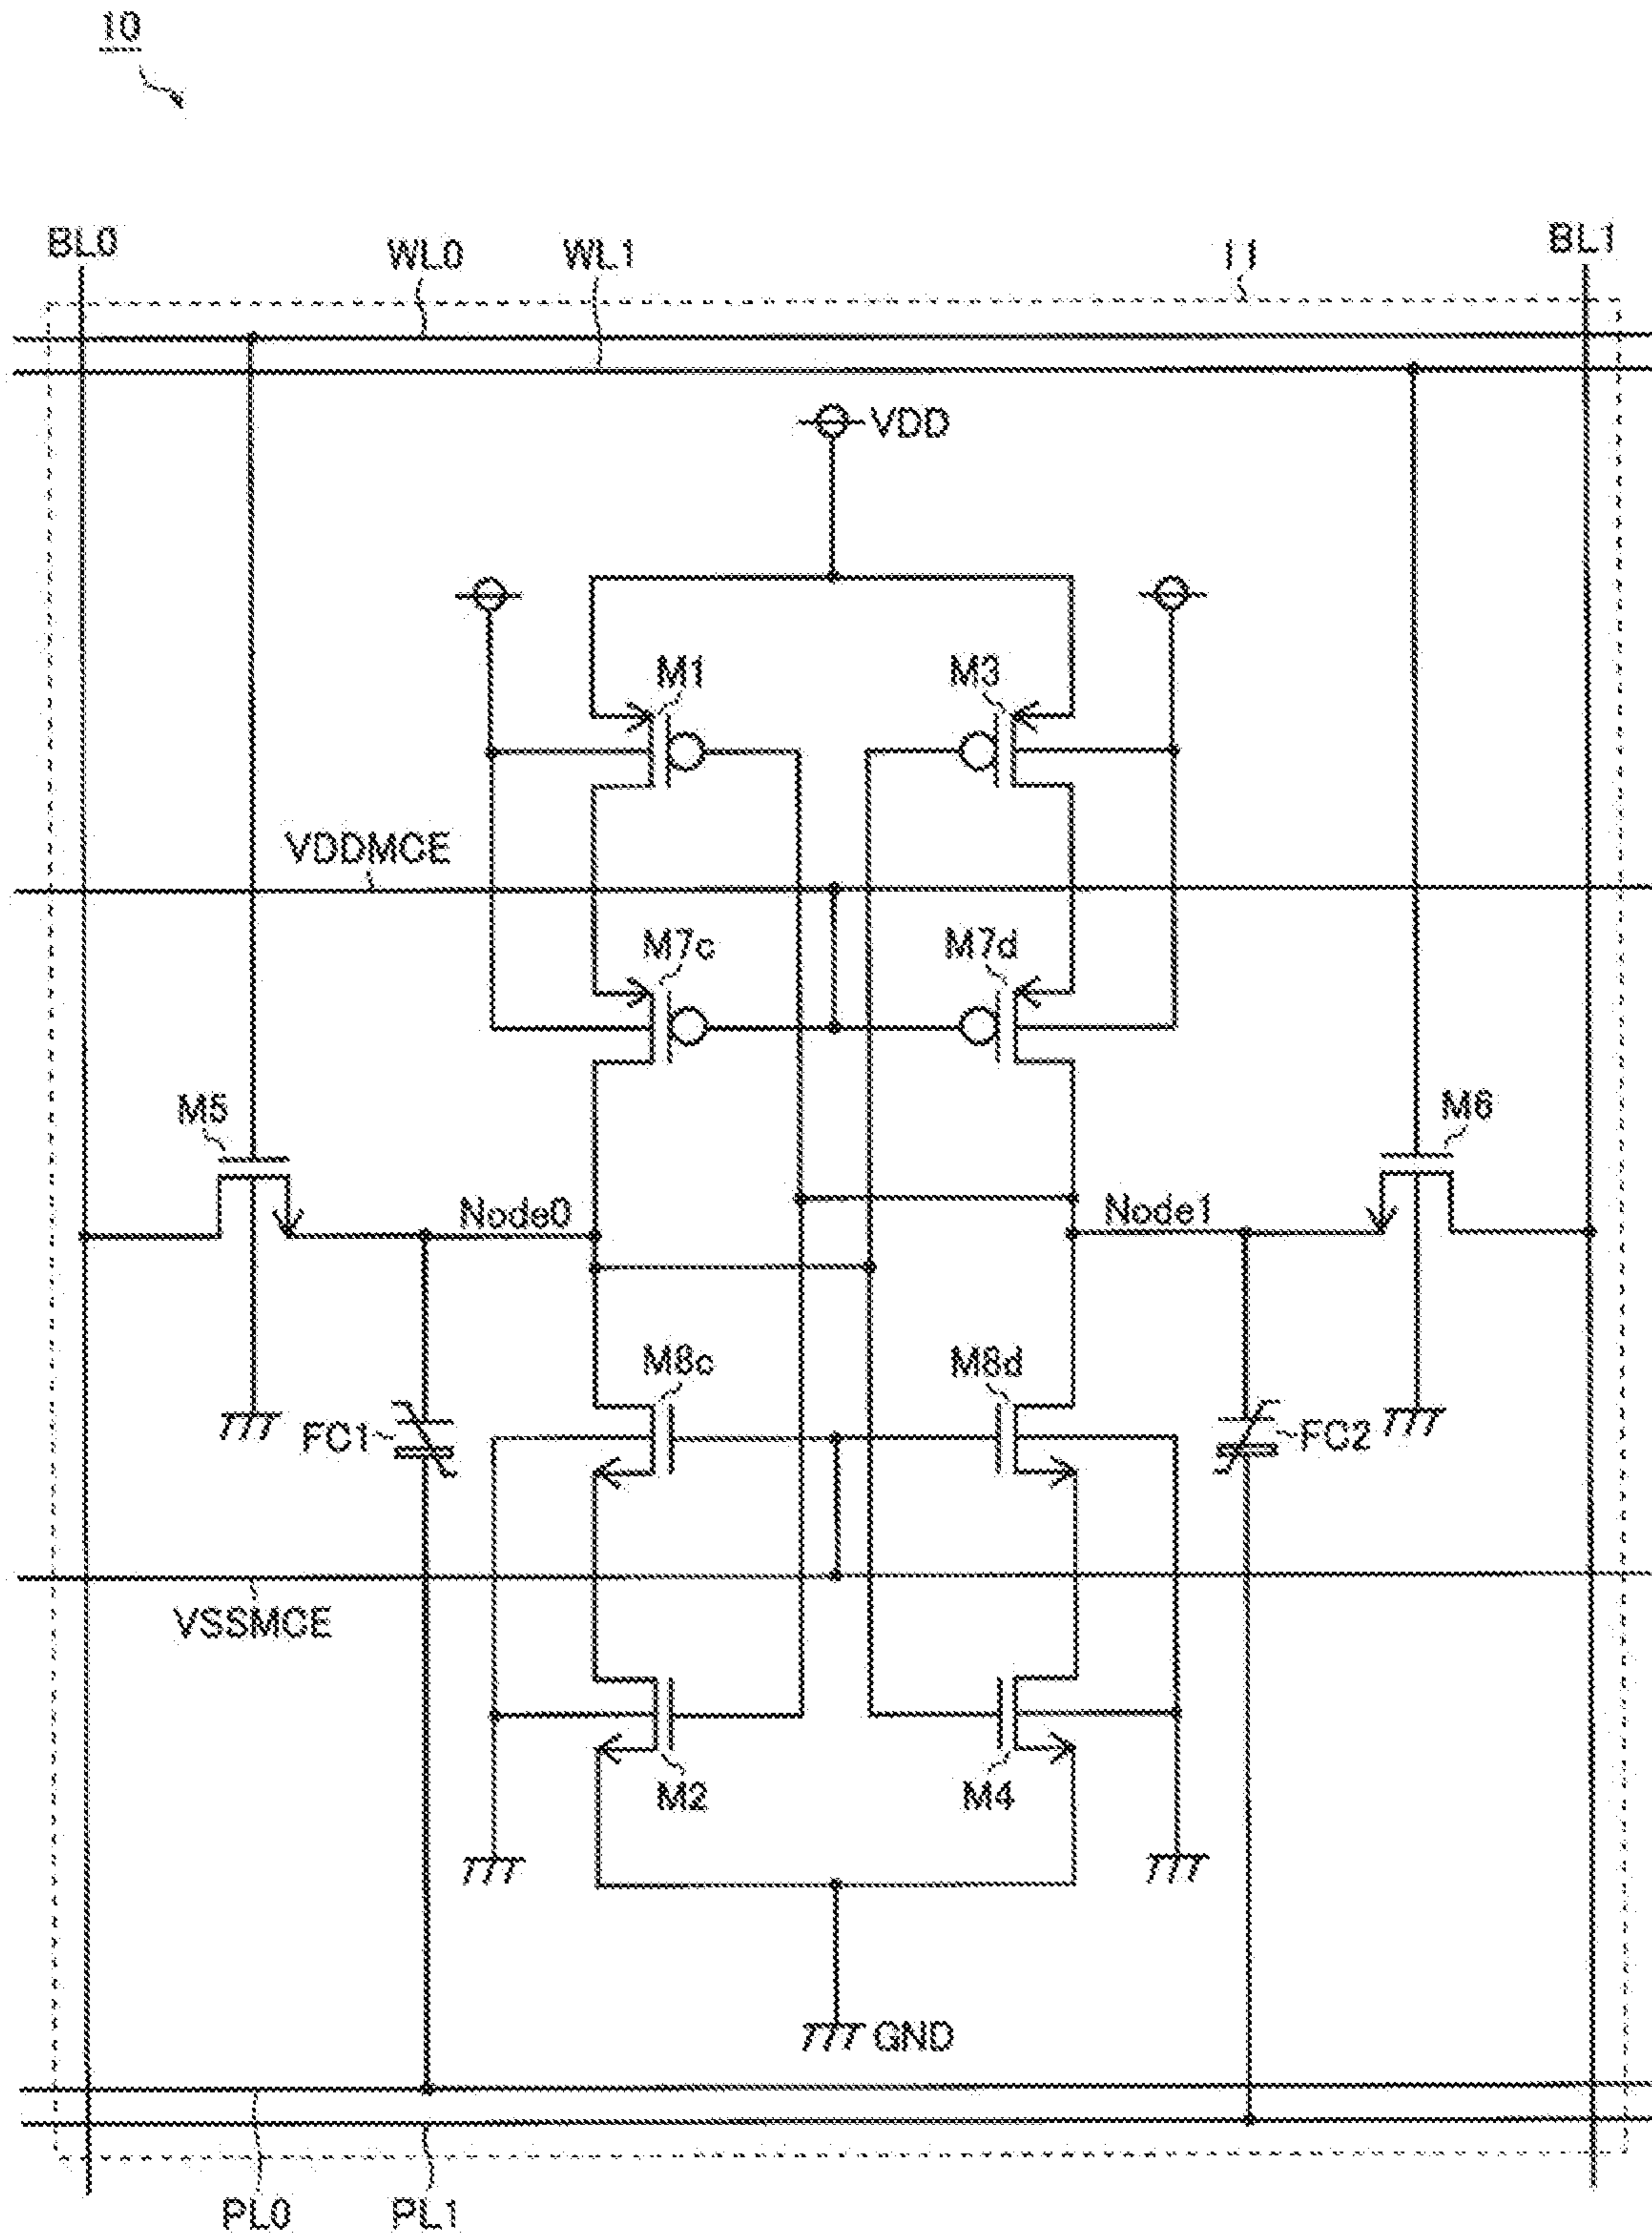 10
BL0 WL0 WL1 11 BL1
VDD
M1 M3
VDDMCE
M7c M7d
M5 M6
Node0 Node1
M8c M8d
FC1 FC2
VSSMCE
M2 M4
GND
PL0 PL1